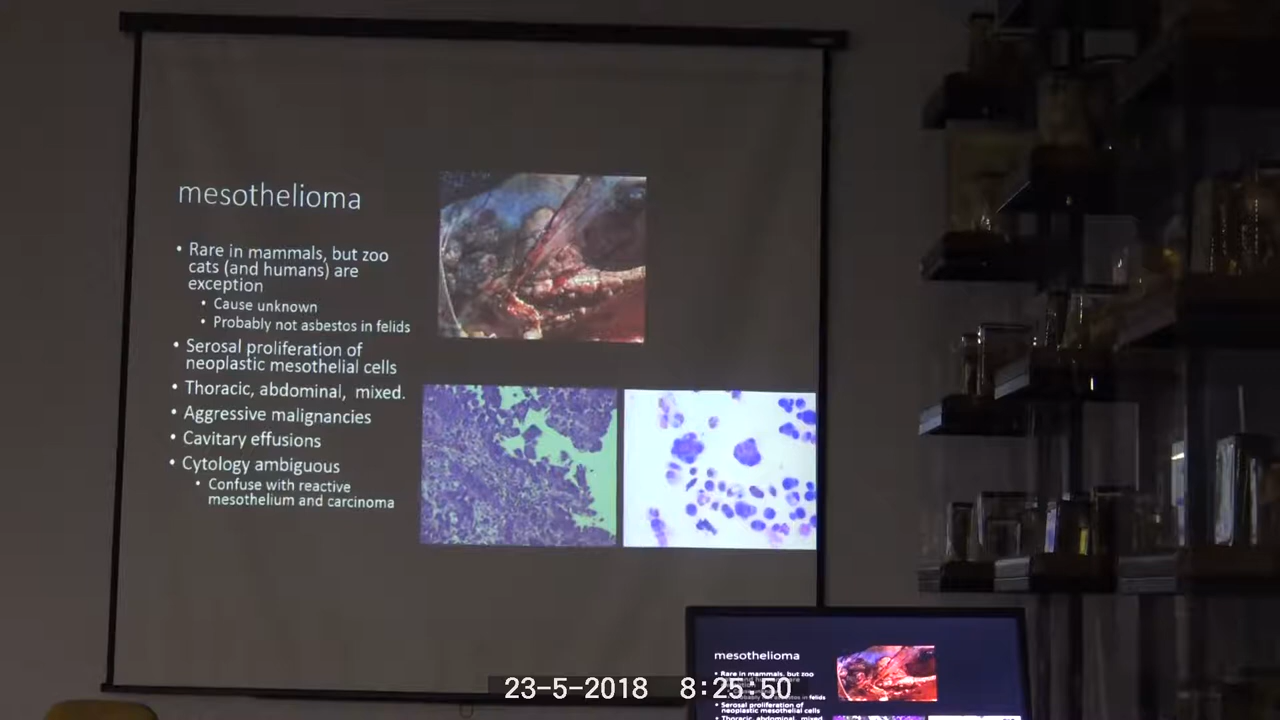 mesothelioma
• Rare in mammals, but zoo
cats (and humans) are
exception
• Cause unknown
• Probably not asbestos in felids
• Serosal proliferation of
neoplastic mesothelial cells
• Thoracic, abdominal, mixed.
• Aggressive malignancies
• Cavitary effusions
• Cytology ambiguous
• Confuse with reactive
mesothelium and carcinoma
mesothelioma
• Rare in mammals, but zoo
not asbestos in felids
• Serosal proliferation of
neoplastic mesothelial cells
• Thoracic, abdominal, mixed
23-5-2018 8:25:50